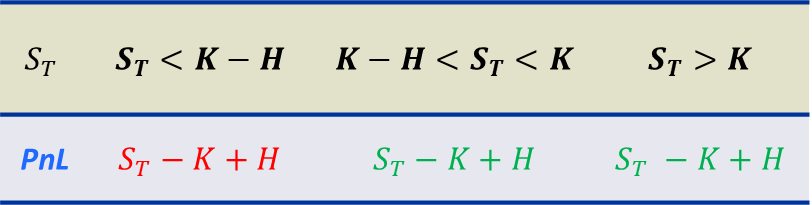 S_T S_T < K − H K − H < S_T < K S_T > K
PnL S_T − K + H S_T − K + H S_T − K + H